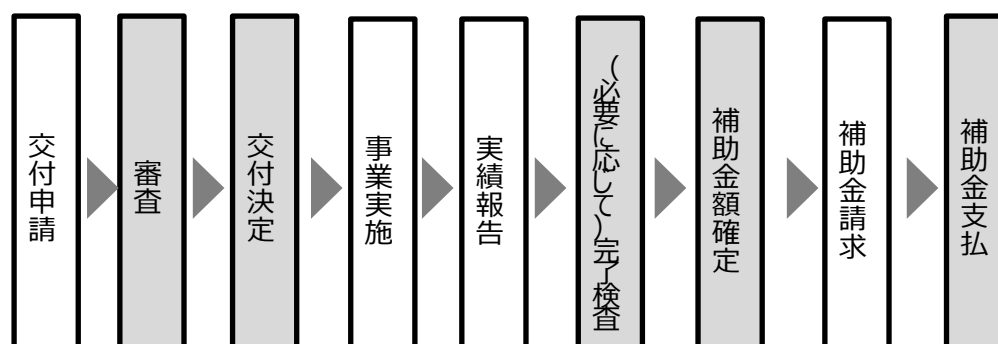 交付申請
審査
交付決定
事業実施
実績報告
(必要に応じて)完了検査
補助金額確定
補助金請求
補助金支払